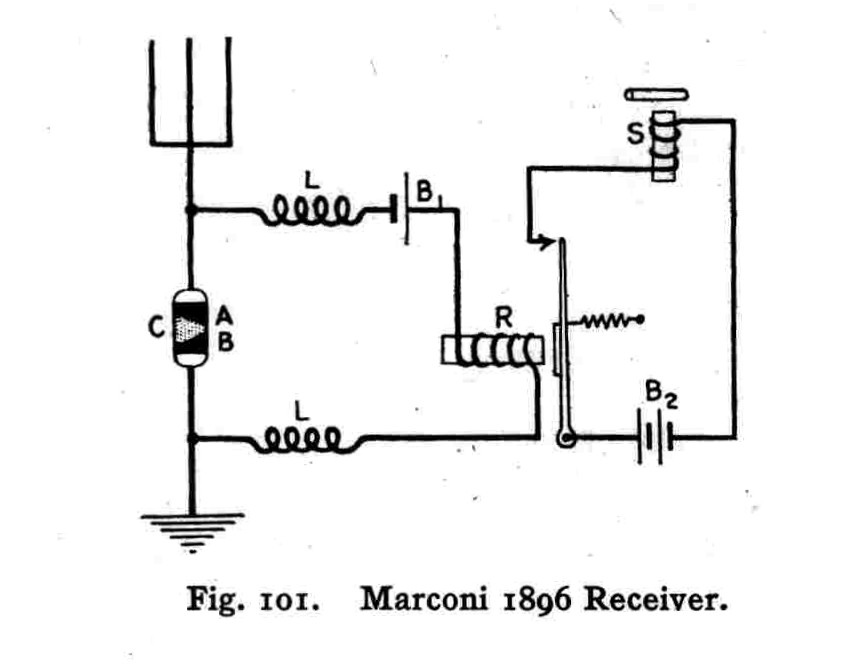 L
B₁
S
C A
B
R
L
B₂
Fig. 101. Marconi 1896 Receiver.